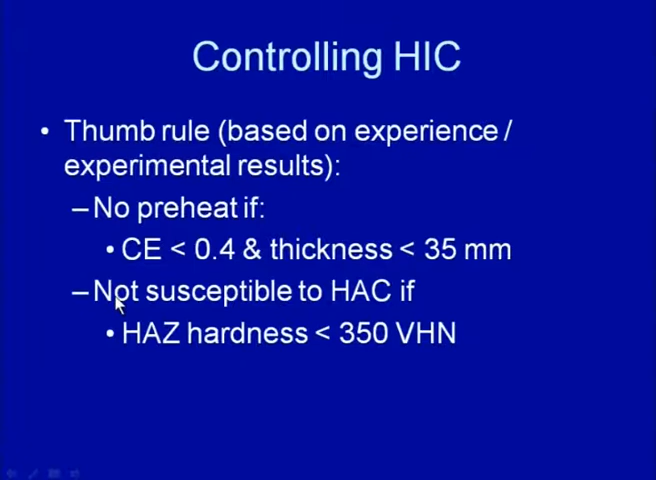 Controlling HIC
• Thumb rule (based on experience /
experimental results):
–No preheat if:
• CE < 0.4 & thickness < 35 mm
–Not susceptible to HAC if
• HAZ hardness < 350 VHN